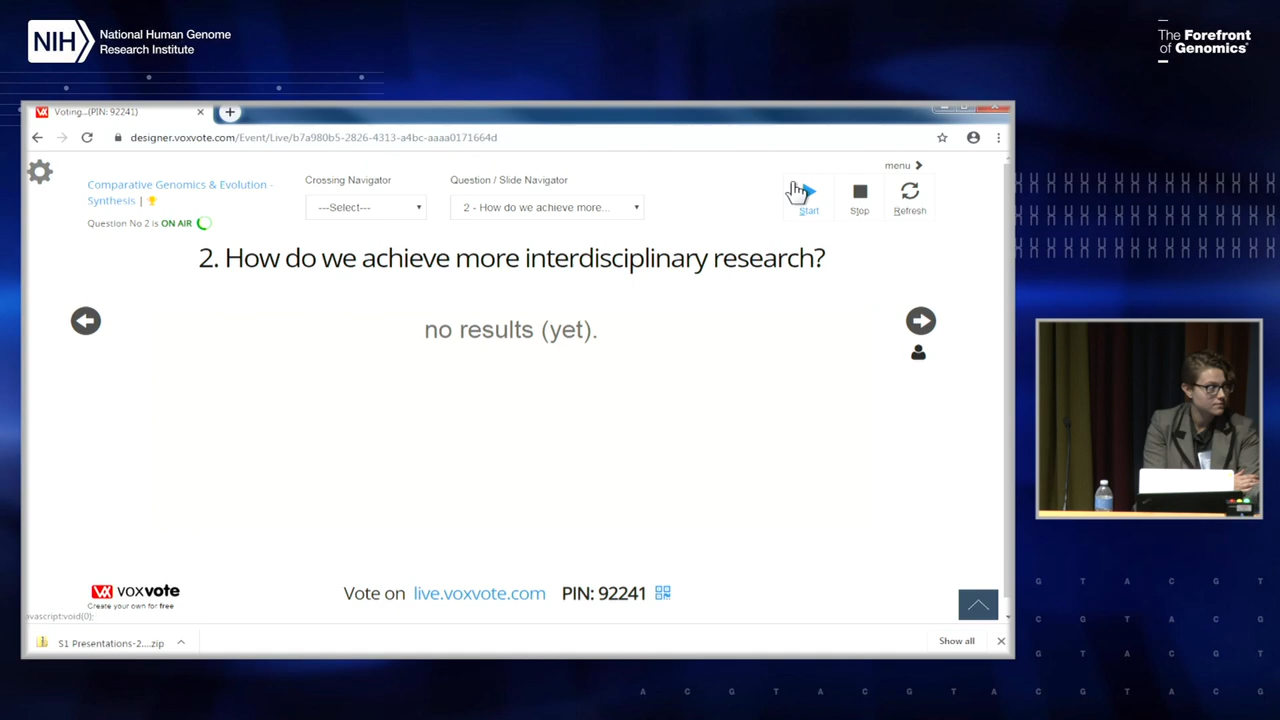 NIH
National Human Genome
Research Institute
The Forefront
of Genomics®
Voting...(PIN: 92241)
designer.voxvote.com/Event/Live/b7a980b5-2826-4313-a4bc-aaaa0171664d
menu
Comparative Genomics & Evolution -
Synthesis |
Question No 2 is ON AIR
Crossing Navigator
---Select---
Question / Slide Navigator
2 - How do we achieve more...
Start
Stop
Refresh
2. How do we achieve more interdisciplinary research?
no results (yet).
voxvote
Create your own for free
Vote on live.voxvote.com PIN: 92241
avascript:void(0);
S1 Presentations-2....zip
Show all
G T A C G T
G T A C G T
G T A C G T
A C G T A C G T A C G T A C G T A C G